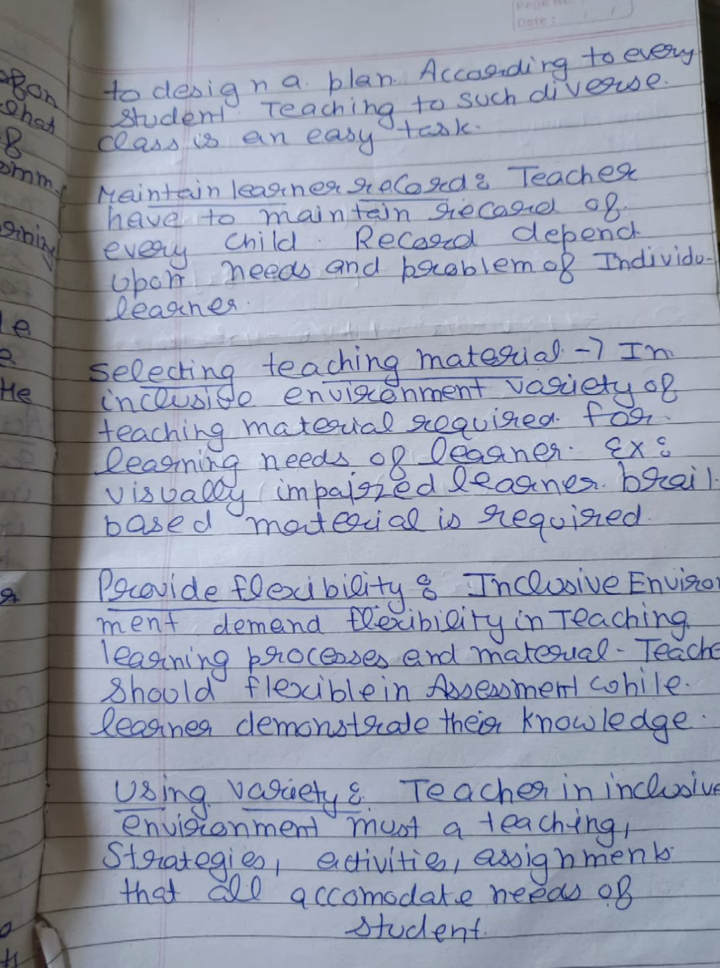 to design a plan According to every
student. Teaching to such diverse.
class is an easy task.
Maintain learner record: Teacher
have to maintain record of
every child. Record depend
upon needs and problem of Individu-
learner.
Selecting teaching material → In
inclusive environment variety of
teaching material required for
learning needs of learner. Ex:
visually impaired learner. brail.
based material is required.
Provide flexibility: Inclusive Enviro
ment demand flexibility in Teaching
learning processes and material. Teache
should flexible in Assessment while.
learner demonstrate their knowledge.
Using variety: Teacher in inclusive
environment must a teaching,
Strategies, activities, assignments
that all accomodate needs of
student.